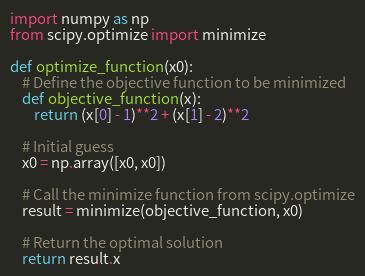 import numpy as np
from scipy.optimize import minimize

def optimize_function(x0):
    # Define the objective function to be minimized
    def objective_function(x):
        return (x[0] - 1)**2 + (x[1] - 2)**2

    # Initial guess
    x0 = np.array([x0, x0])

    # Call the minimize function from scipy.optimize
    result = minimize(objective_function, x0)

    # Return the optimal solution
    return result.x